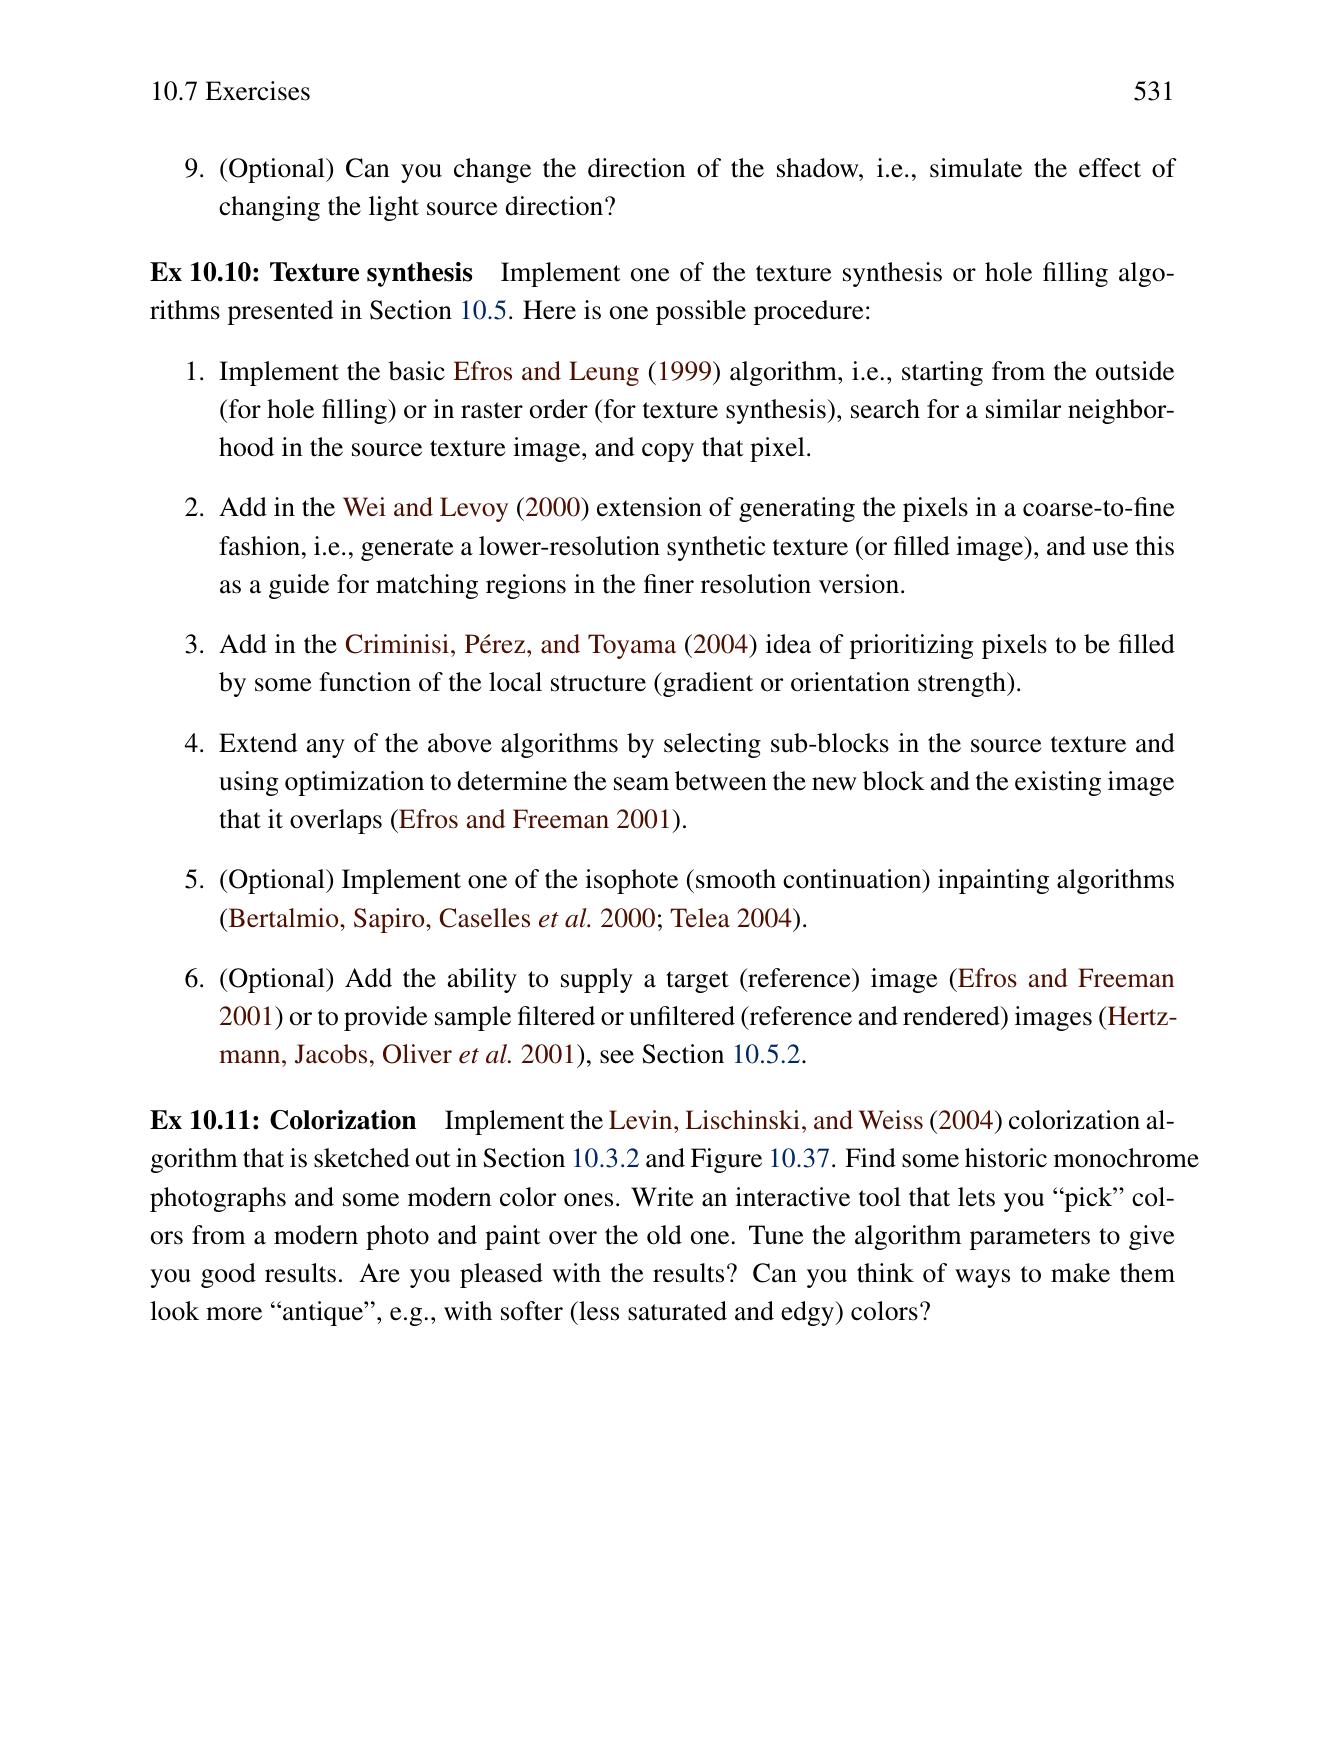 10.7 Exercises 531
9. (Optional) Can you change the direction of the shadow, i.e., simulate the effect of
changing the light source direction?
Ex 10.10: Texture synthesis Implement one of the texture synthesis or hole filling algo-
rithms presented in Section 10.5. Here is one possible procedure:
1. Implement the basic Efros and Leung (1999) algorithm, i.e., starting from the outside
(for hole filling) or in raster order (for texture synthesis), search for a similar neighbor-
hood in the source texture image, and copy that pixel.
2. Add in the Wei and Levoy (2000) extension of generating the pixels in a coarse-to-fine
fashion, i.e., generate a lower-resolution synthetic texture (or filled image), and use this
as a guide for matching regions in the finer resolution version.
3. Add in the Criminisi, Pérez, and Toyama (2004) idea of prioritizing pixels to be filled
by some function of the local structure (gradient or orientation strength).
4. Extend any of the above algorithms by selecting sub-blocks in the source texture and
using optimization to determine the seam between the new block and the existing image
that it overlaps (Efros and Freeman 2001).
5. (Optional) Implement one of the isophote (smooth continuation) inpainting algorithms
(Bertalmio, Sapiro, Caselles et al. 2000; Telea 2004).
6. (Optional) Add the ability to supply a target (reference) image (Efros and Freeman
2001) or to provide sample filtered or unfiltered (reference and rendered) images (Hertz-
mann, Jacobs, Oliver et al. 2001), see Section 10.5.2.
Ex 10.11: Colorization Implement the Levin, Lischinski, and Weiss (2004) colorization al-
gorithm that is sketched out in Section 10.3.2 and Figure 10.37. Find some historic monochrome
photographs and some modern color ones. Write an interactive tool that lets you “pick” col-
ors from a modern photo and paint over the old one. Tune the algorithm parameters to give
you good results. Are you pleased with the results? Can you think of ways to make them
look more “antique”, e.g., with softer (less saturated and edgy) colors?